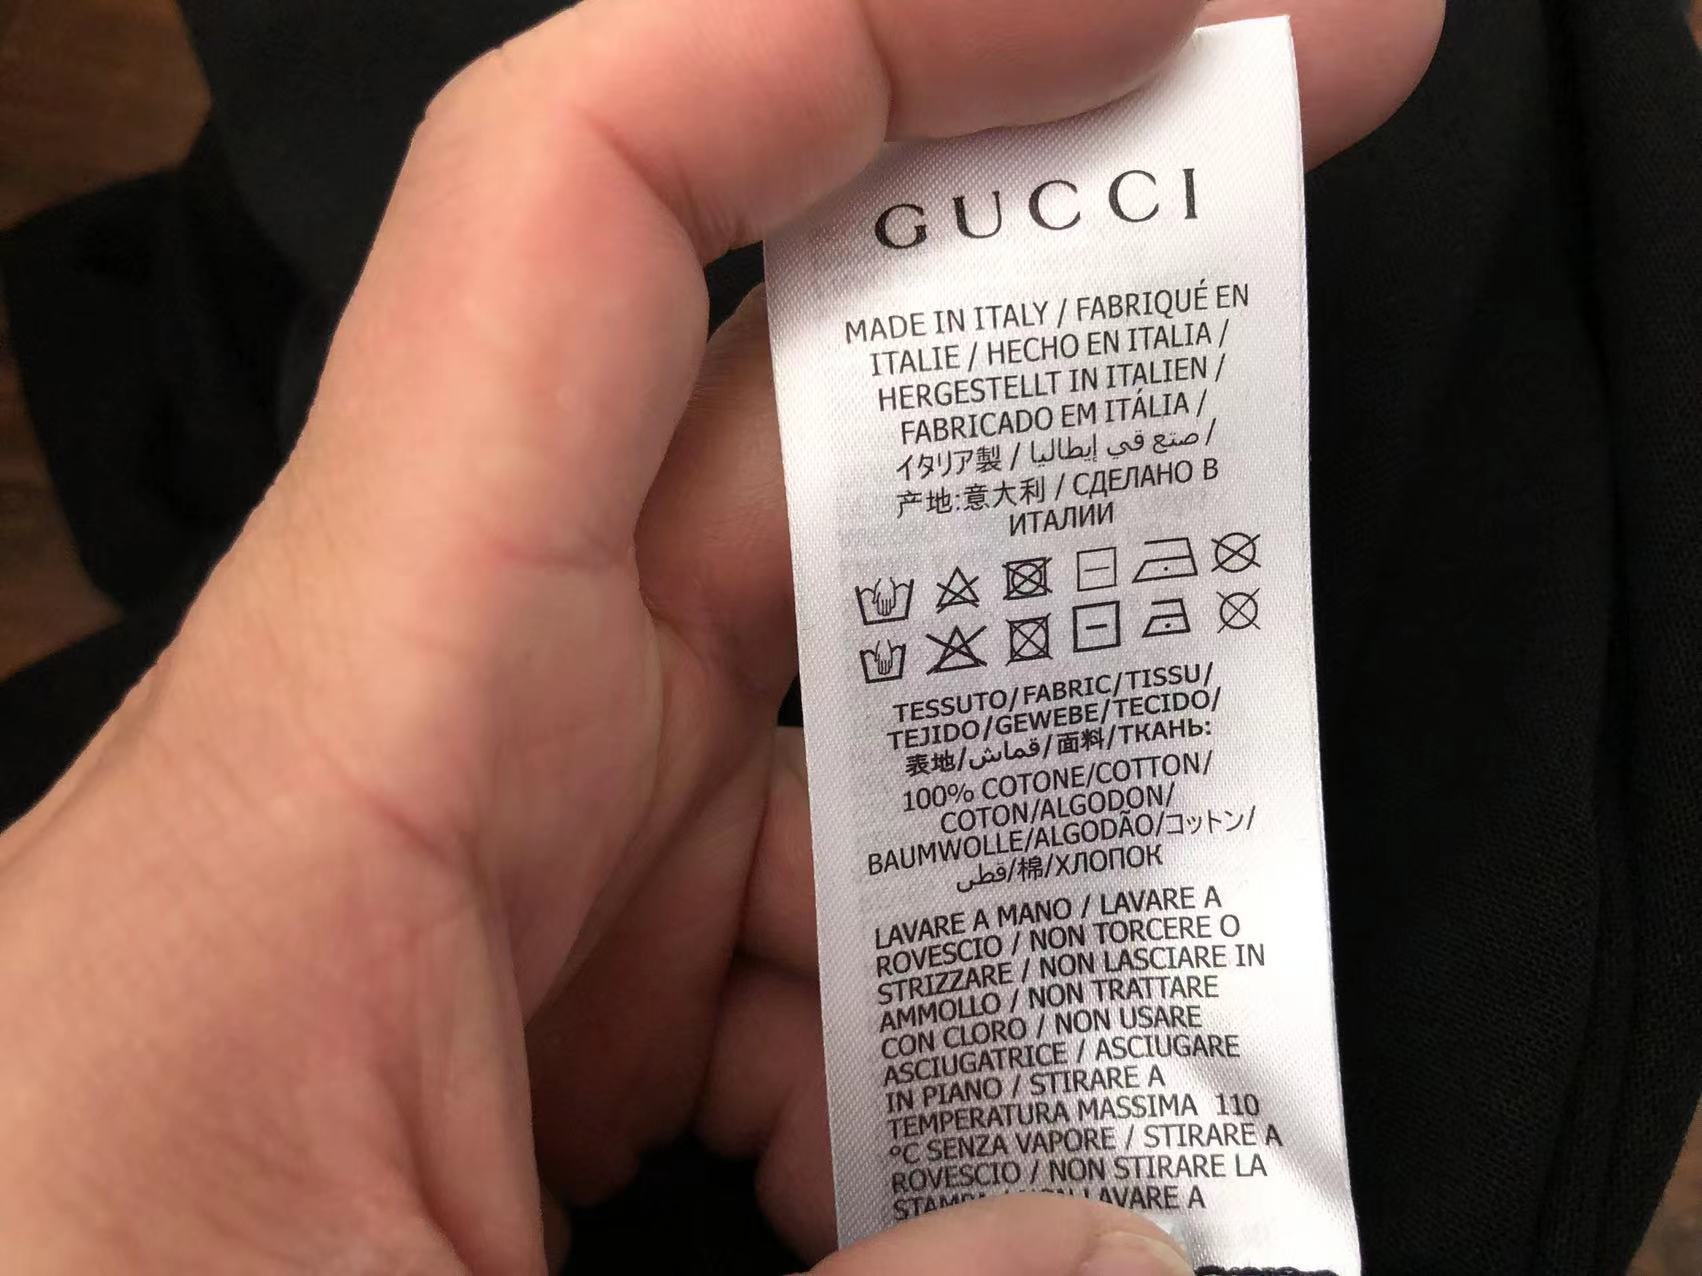 GUCCI
MADE IN ITALY / FABRIQUÉ EN
ITALIE / HECHO EN ITALIA /
HERGESTELLT IN ITALIEN /
FABRICADO EM ITÁLIA /
イタリア製 / صنع في إيطاليا /
产地:意大利 / СДЕЛАНО В
ИТАЛИИ
TESSUTO/FABRIC/TISSU/
TEJIDO/GEWEBE/TECIDO/
表地/قماش/面料/ТКАНЬ:
100% COTONE/COTTON/
COTON/ALGODON/
BAUMWOLLE/ALGODÃO/コットン/
قطن/棉/ХЛОПОК
LAVARE A MANO / LAVARE A
ROVESCIO / NON TORCERE O
STRIZZARE / NON LASCIARE IN
AMMOLLO / NON TRATTARE
CON CLORO / NON USARE
ASCIUGATRICE / ASCIUGARE
IN PIANO / STIRARE A
TEMPERATURA MASSIMA 110
°C SENZA VAPORE / STIRARE A
ROVESCIO / NON STIRARE LA
LAVARE A